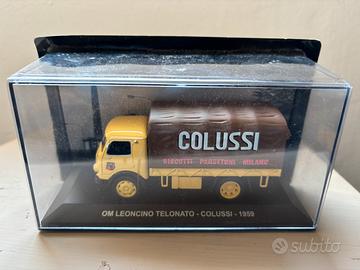 COLUSSI
BISCOTTI PANETTONI MILANO
OM LEONCINO TELONATO - COLUSSI - 1959
subito